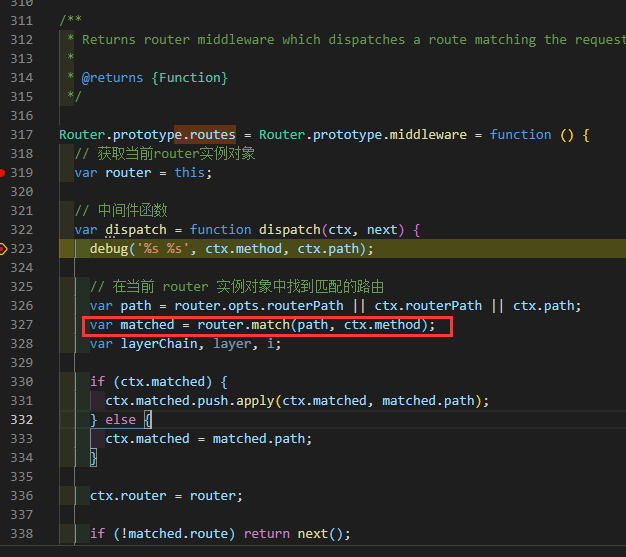 310
311 /**
312 * Returns router middleware which dispatches a route matching the request
313 *
314 * @returns {Function}
315 */
316
317 Router.prototype.routes = Router.prototype.middleware = function () {
318 // 获取当前router实例对象
319 var router = this;
320
321 // 中间件函数
322 var dispatch = function dispatch(ctx, next) {
323 debug('%s %s', ctx.method, ctx.path);
324
325 // 在当前 router 实例对象中找到匹配的路由
326 var path = router.opts.routerPath || ctx.routerPath || ctx.path;
327 var matched = router.match(path, ctx.method);
328 var layerChain, layer, i;
329
330 if (ctx.matched) {
331 ctx.matched.push.apply(ctx.matched, matched.path);
332 } else {
333 ctx.matched = matched.path;
334 }
335
336 ctx.router = router;
337
338 if (!matched.route) return next();